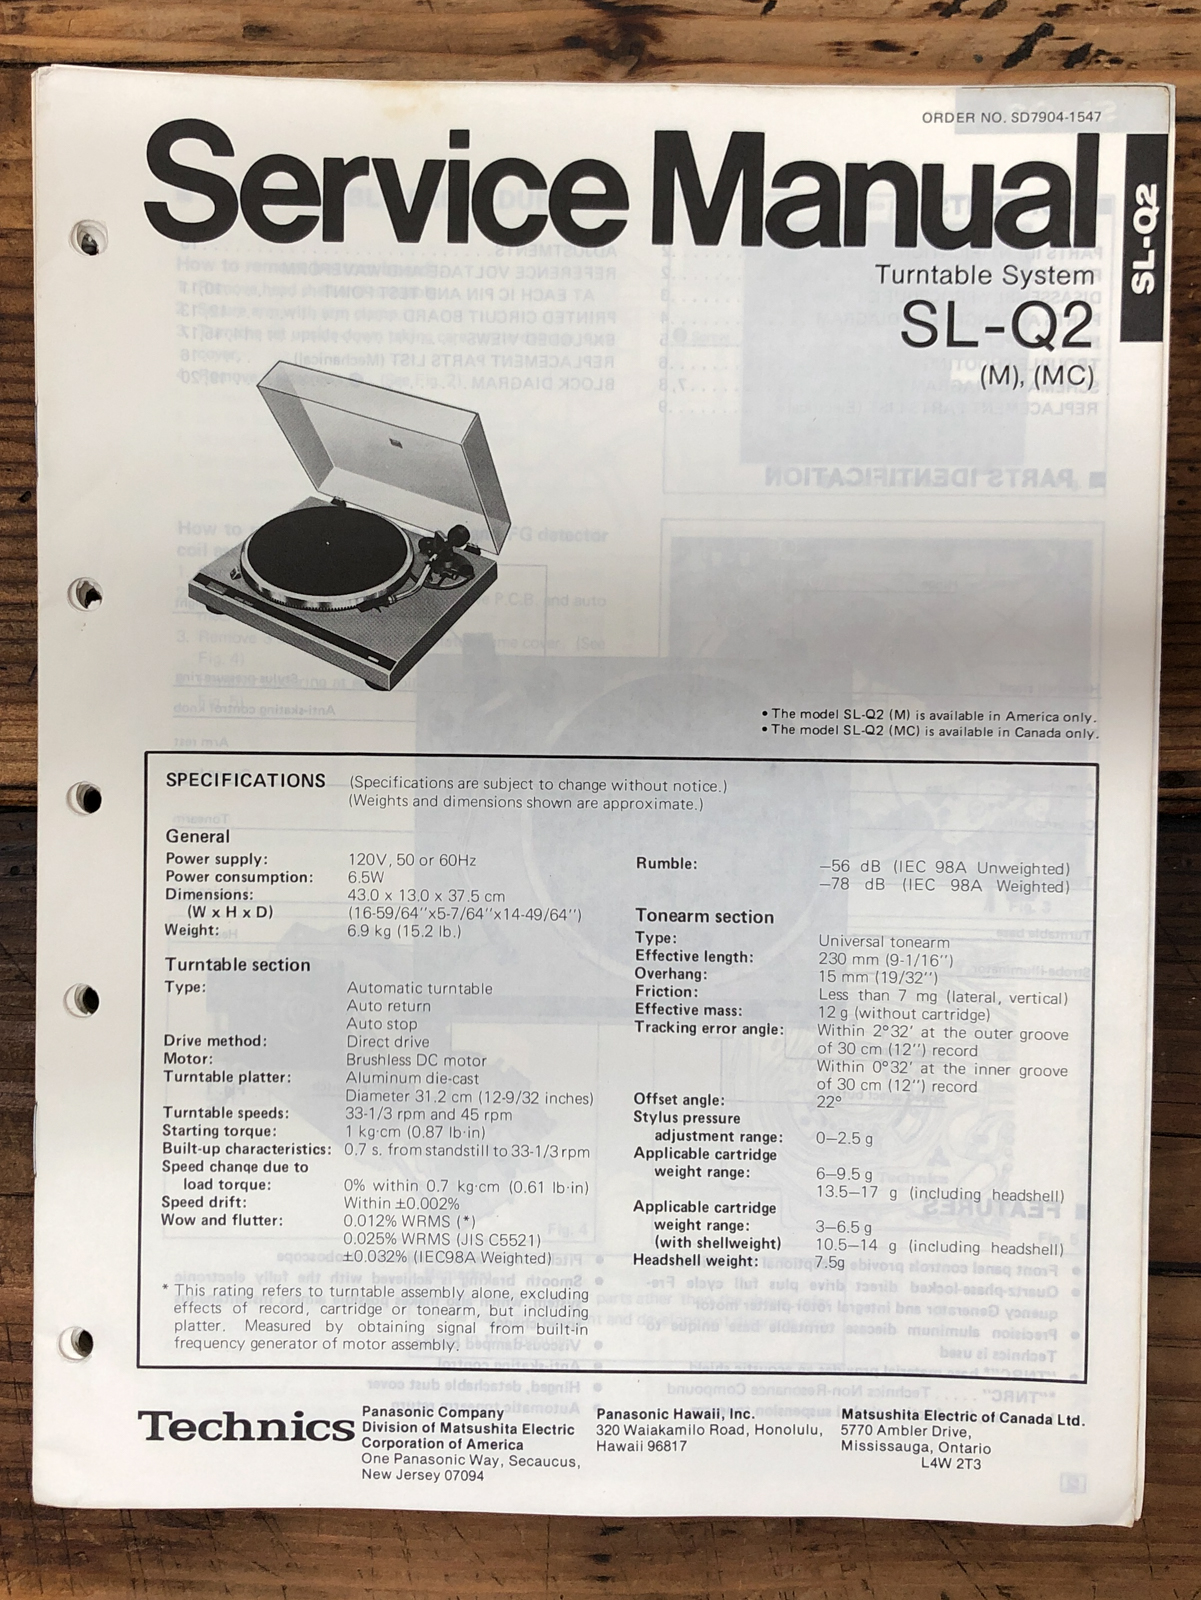 ORDER NO. SD7904-1547
Service Manual
SL-Q2
Turntable System
SL-Q2
(M), (MC)
• The model SL-Q2 (M) is available in America only.
• The model SL-Q2 (MC) is available in Canada only.
SPECIFICATIONS (Specifications are subject to change without notice.)
(Weights and dimensions shown are approximate.)
General
Power supply: 120V, 50 or 60Hz
Power consumption: 6.5W
Dimensions: 43.0 x 13.0 x 37.5 cm
(W x H x D) (16-59/64''x5-7/64''x14-49/64'')
Weight: 6.9 kg (15.2 lb.)
Turntable section
Type: Automatic turntable
Auto return
Auto stop
Drive method: Direct drive
Motor: Brushless DC motor
Turntable platter: Aluminum die-cast
Diameter 31.2 cm (12-9/32 inches)
Turntable speeds: 33-1/3 rpm and 45 rpm
Starting torque: 1 kg·cm (0.87 lb·in)
Built-up characteristics: 0.7 s. from standstill to 33-1/3 rpm
Speed change due to
load torque: 0% within 0.7 kg·cm (0.61 lb·in)
Speed drift: Within ±0.002%
Wow and flutter: 0.012% WRMS (*)
0.025% WRMS (JIS C5521)
±0.032% (IEC98A Weighted)
* This rating refers to turntable assembly alone, excluding
effects of record, cartridge or tonearm, but including
platter. Measured by obtaining signal from built-in
frequency generator of motor assembly.
Rumble: −56 dB (IEC 98A Unweighted)
−78 dB (IEC 98A Weighted)
Tonearm section
Type: Universal tonearm
Effective length: 230 mm (9-1/16'')
Overhang: 15 mm (19/32'')
Friction: Less than 7 mg (lateral, vertical)
Effective mass: 12 g (without cartridge)
Tracking error angle: Within 2°32' at the outer groove
of 30 cm (12'') record
Within 0°32' at the inner groove
of 30 cm (12'') record
Offset angle: 22°
Stylus pressure
adjustment range: 0–2.5 g
Applicable cartridge
weight range: 6–9.5 g
13.5–17 g (including headshell)
Applicable cartridge
weight range: 3–6.5 g
(with shellweight) 10.5–14 g (including headshell)
Headshell weight: 7.5g
Technics
Panasonic Company
Division of Matsushita Electric
Corporation of America
One Panasonic Way, Secaucus,
New Jersey 07094
Panasonic Hawaii, Inc.
320 Waiakamilo Road, Honolulu,
Hawaii 96817
Matsushita Electric of Canada Ltd.
5770 Ambler Drive,
Mississauga, Ontario
L4W 2T3